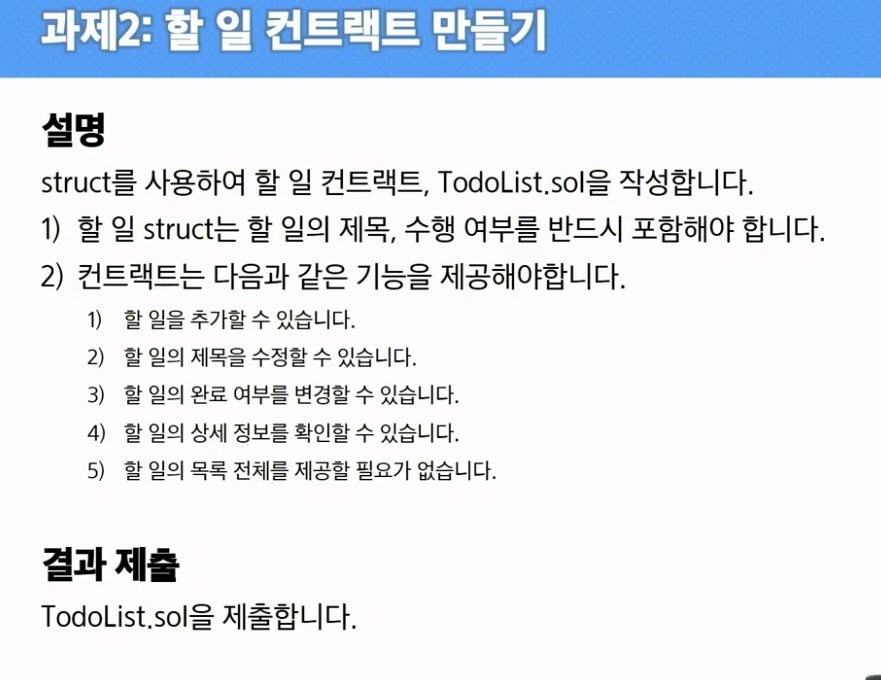 과제2: 할 일 컨트랙트 만들기
설명
struct를 사용하여 할 일 컨트랙트, TodoList.sol을 작성합니다.
1) 할 일 struct는 할 일의 제목, 수행 여부를 반드시 포함해야 합니다.
2) 컨트랙트는 다음과 같은 기능을 제공해야합니다.
1) 할 일을 추가할 수 있습니다.
2) 할 일의 제목을 수정할 수 있습니다.
3) 할 일의 완료 여부를 변경할 수 있습니다.
4) 할 일의 상세 정보를 확인할 수 있습니다.
5) 할 일의 목록 전체를 제공할 필요가 없습니다.
결과 제출
TodoList.sol을 제출합니다.